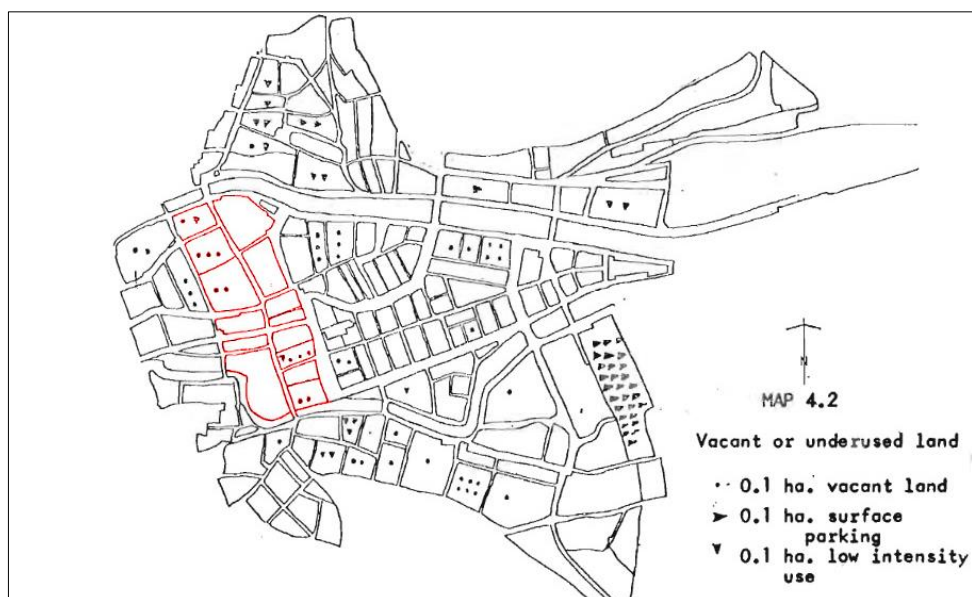 N
MAP 4.2
Vacant or underused land
0.1 ha. vacant land
0.1 ha. surface
parking
0.1 ha. low intensity
use